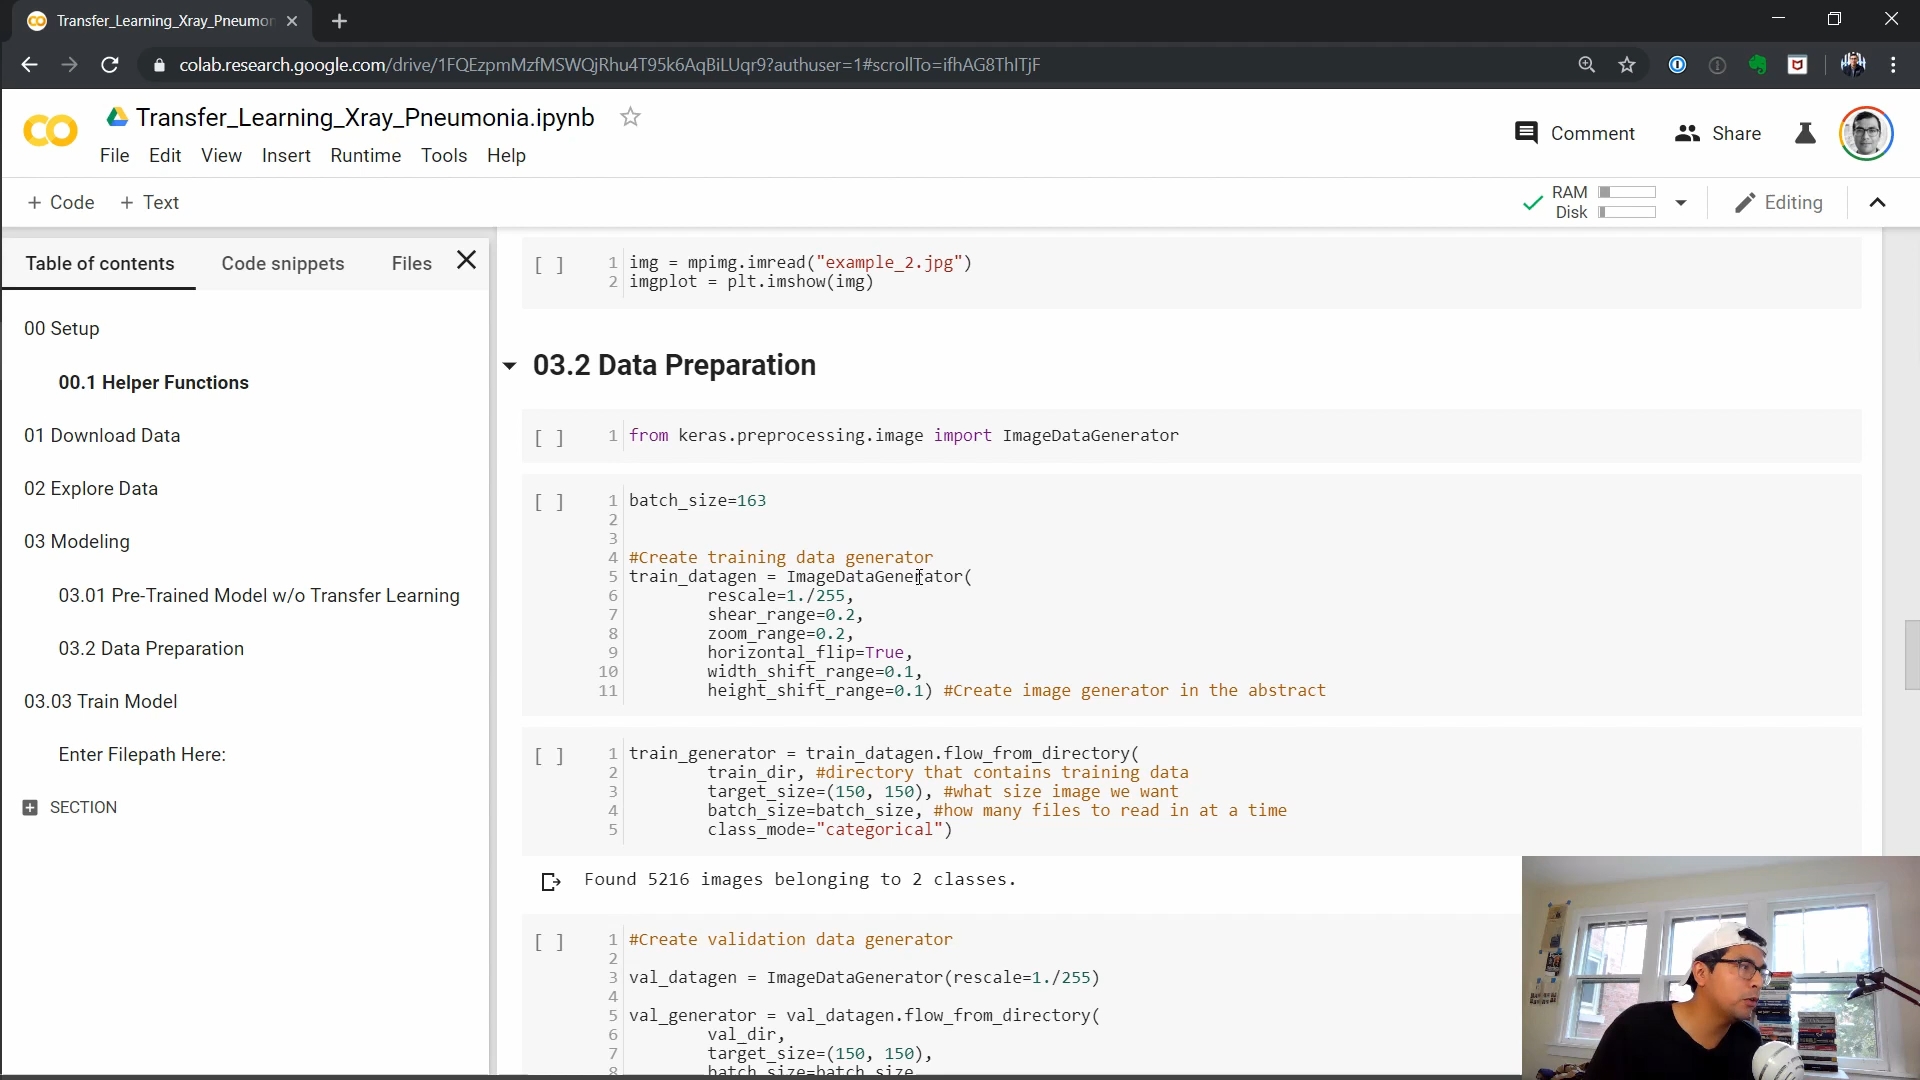 Transfer_Learning_Xray_Pneumon
colab.research.google.com/drive/1FQEzpmMzfMSWQjRhu4T95k6AqBiLUqr9?authuser=1#scrollTo=ifhAG8ThITjF
CO
Transfer_Learning_Xray_Pneumonia.ipynb
Comment
Share
File Edit View Insert Runtime Tools Help
+ Code + Text
RAM
Disk
Editing
Table of contents
Code snippets
Files
00 Setup
00.1 Helper Functions
01 Download Data
02 Explore Data
03 Modeling
03.01 Pre-Trained Model w/o Transfer Learning
03.2 Data Preparation
03.03 Train Model
Enter Filepath Here:
SECTION
[ ] 1 img = mpimg.imread("example_2.jpg")
2 imgplot = plt.imshow(img)
03.2 Data Preparation
[ ] 1 from keras.preprocessing.image import ImageDataGenerator
[ ] 1 batch_size=163
2
3
4 #Create training data generator
5 train_datagen = ImageDataGenerator(
6 rescale=1./255,
7 shear_range=0.2,
8 zoom_range=0.2,
9 horizontal_flip=True,
10 width_shift_range=0.1,
11 height_shift_range=0.1) #Create image generator in the abstract
[ ] 1 train_generator = train_datagen.flow_from_directory(
2 train_dir, #directory that contains training data
3 target_size=(150, 150), #what size image we want
4 batch_size=batch_size, #how many files to read in at a time
5 class_mode="categorical")
Found 5216 images belonging to 2 classes.
[ ] 1 #Create validation data generator
2
3 val_datagen = ImageDataGenerator(rescale=1./255)
4
5 val_generator = val_datagen.flow_from_directory(
6 val_dir,
7 target_size=(150, 150),
8 batch_size=batch_size,